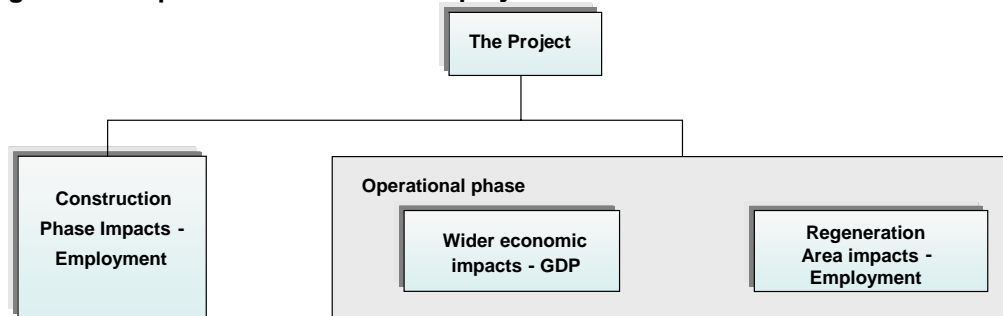 The Project
Construction
Phase Impacts -
Employment
Operational phase
Wider economic
impacts - GDP
Regeneration
Area impacts -
Employment